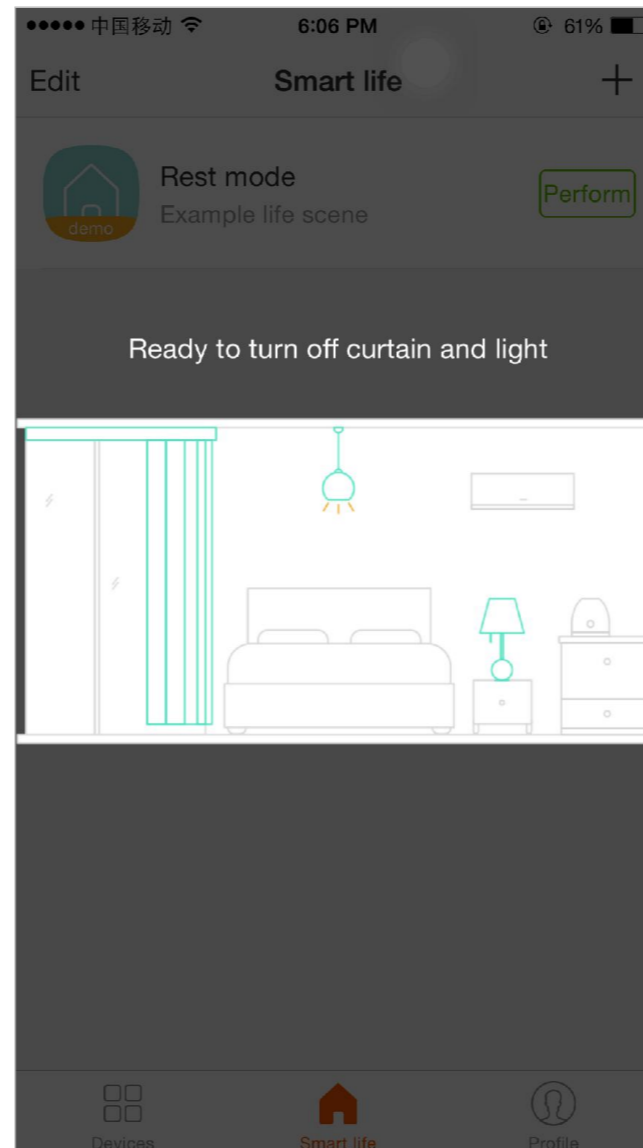 中国移动 6:06 PM 61%
Edit Smart life +
Rest mode
Example life scene
demo
Perform
Ready to turn off curtain and light
Devices Smart life Profile